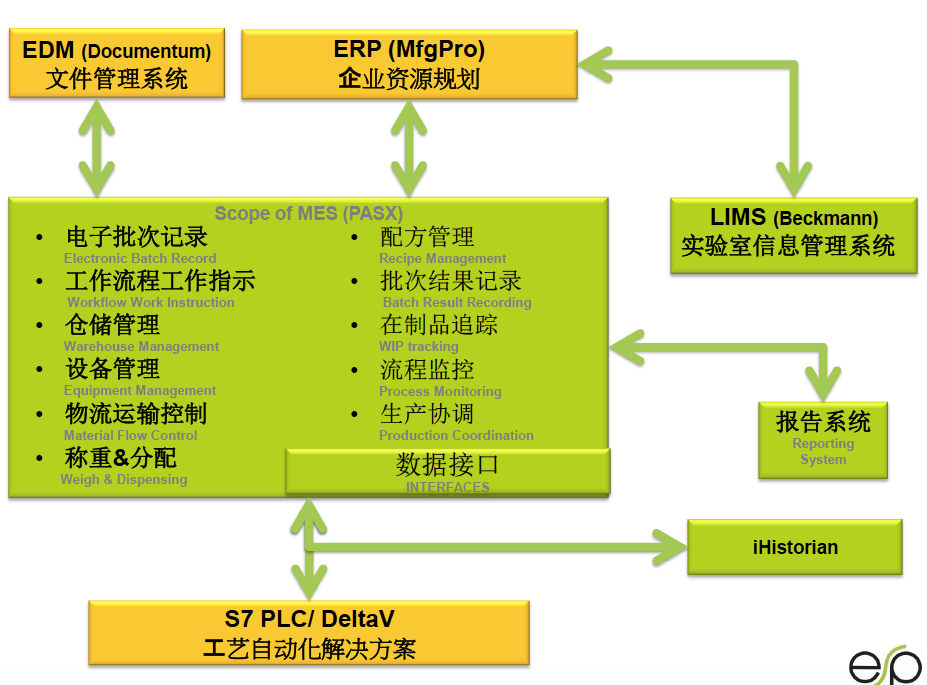 EDM (Documentum)
文件管理系统
ERP (MfgPro)
企业资源规划
LIMS (Beckmann)
实验室信息管理系统
Scope of MES (PASX)
• 电子批次记录
Electronic Batch Record
• 工作流程工作指示
Workflow Work Instruction
• 仓储管理
Warehouse Management
• 设备管理
Equipment Management
• 物流运输控制
Material Flow Control
• 称重&分配
Weigh & Dispensing
• 配方管理
Recipe Management
• 批次结果记录
Batch Result Recording
• 在制品追踪
WIP tracking
• 流程监控
Process Monitoring
• 生产协调
Production Coordination
数据接口
INTERFACES
报告系统
Reporting
System
iHistorian
S7 PLC/ DeltaV
工艺自动化解决方案
esp